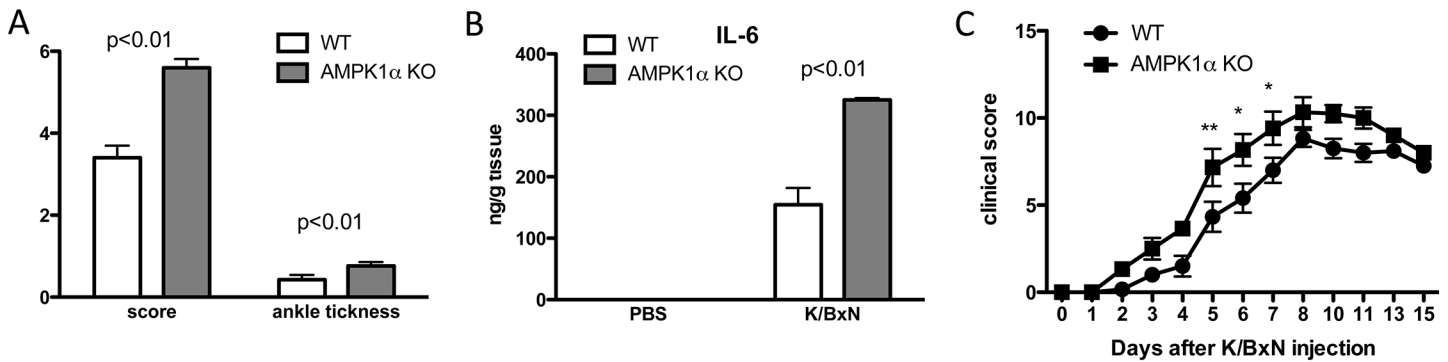 A
p<0.01
WT
AMPK1α KO
6
4
p<0.01
2
0
score
ankle tickness
B
IL-6
WT
AMPK1α KO
p<0.01
ng/g tissue
400
300
200
100
0
PBS
K/BxN
C
WT
AMPK1α KO
clinical score
15
10
5
0
** * *
0 1 2 3 4 5 6 7 8 10 11 13 15
Days after K/BxN injection